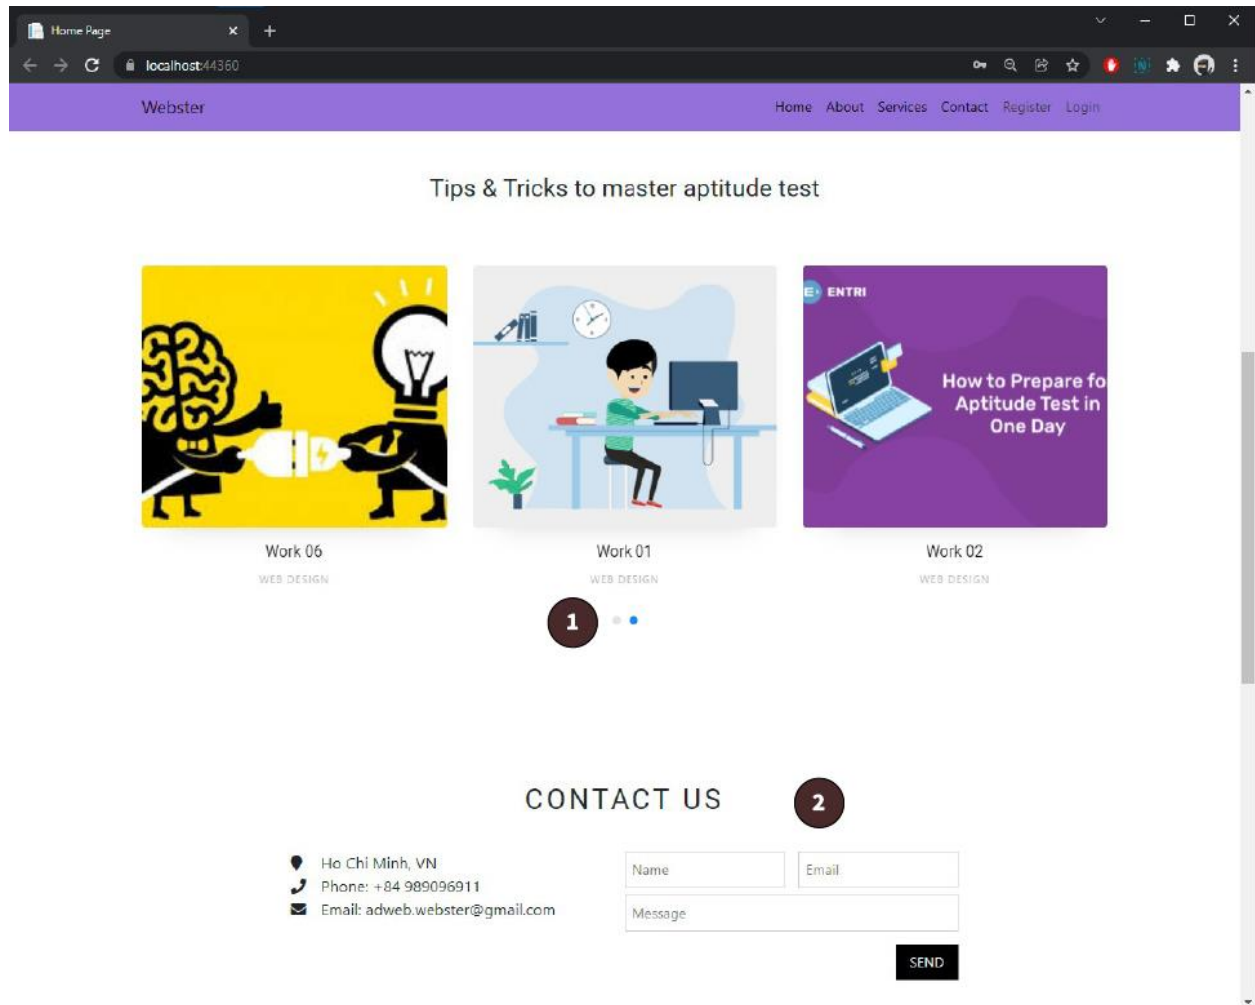 Home Page
localhost:44360
Webster
Home About Services Contact Register Login
Tips & Tricks to master aptitude test
E ENTRI
How to Prepare fo
Aptitude Test in
One Day
Work 06
Work 01
Work 02
WEB DESIGN
WEB DESIGN
WEB DESIGN
1
CONTACT US
2
Ho Chi Minh, VN
Phone: +84 989096911
Email: adweb.webster@gmail.com
Name
Email
Message
SEND